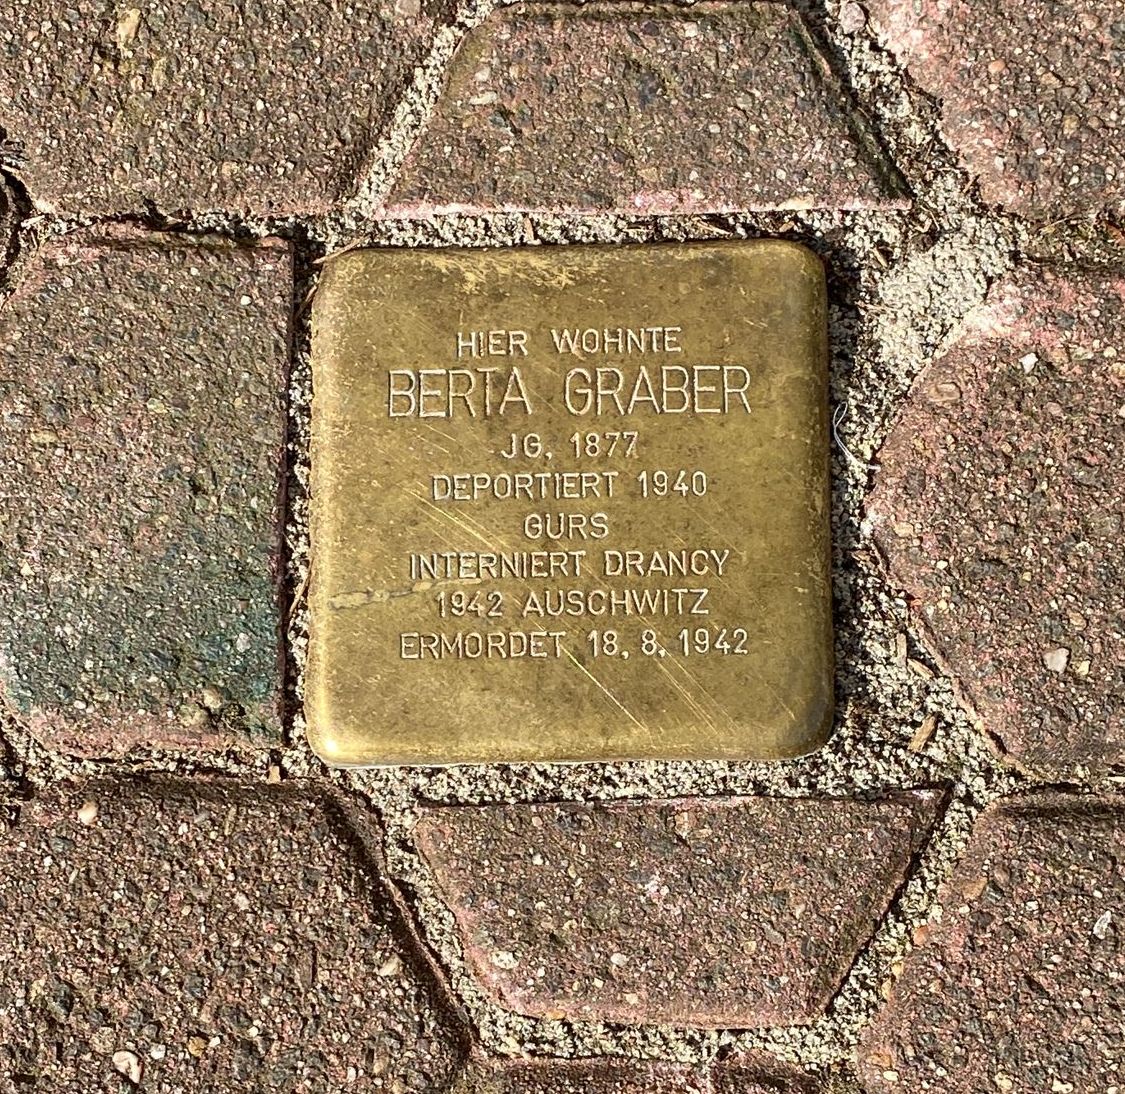 HIER WOHNTE
BERTA GRABER
JG. 1877
DEPORTIERT 1940
GURS
INTERNIERT DRANCY
1942 AUSCHWITZ
ERMORDET 18.8.1942